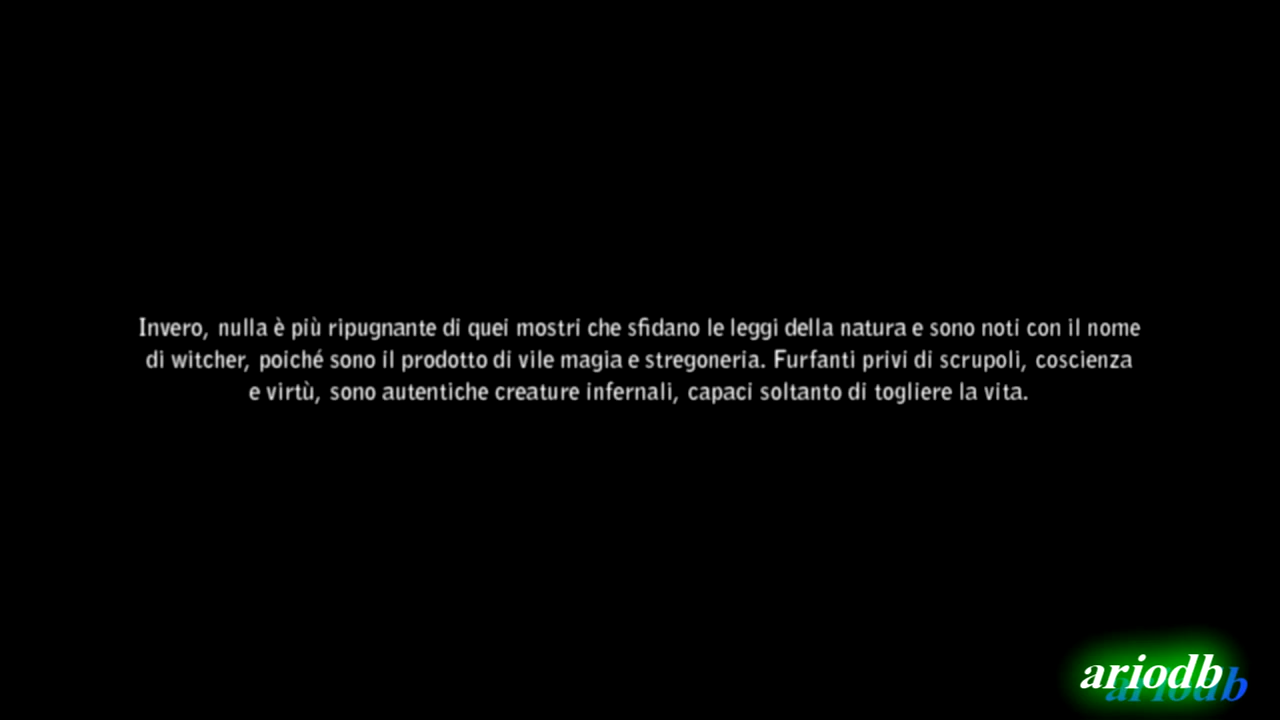 Invero, nulla è più ripugnante di quei mostri che sfidano le leggi della natura e sono noti con il nome
di witcher, poiché sono il prodotto di vile magia e stregoneria. Furfanti privi di scrupoli, coscienza
e virtù, sono autentiche creature infernali, capaci soltanto di togliere la vita.
ariodb